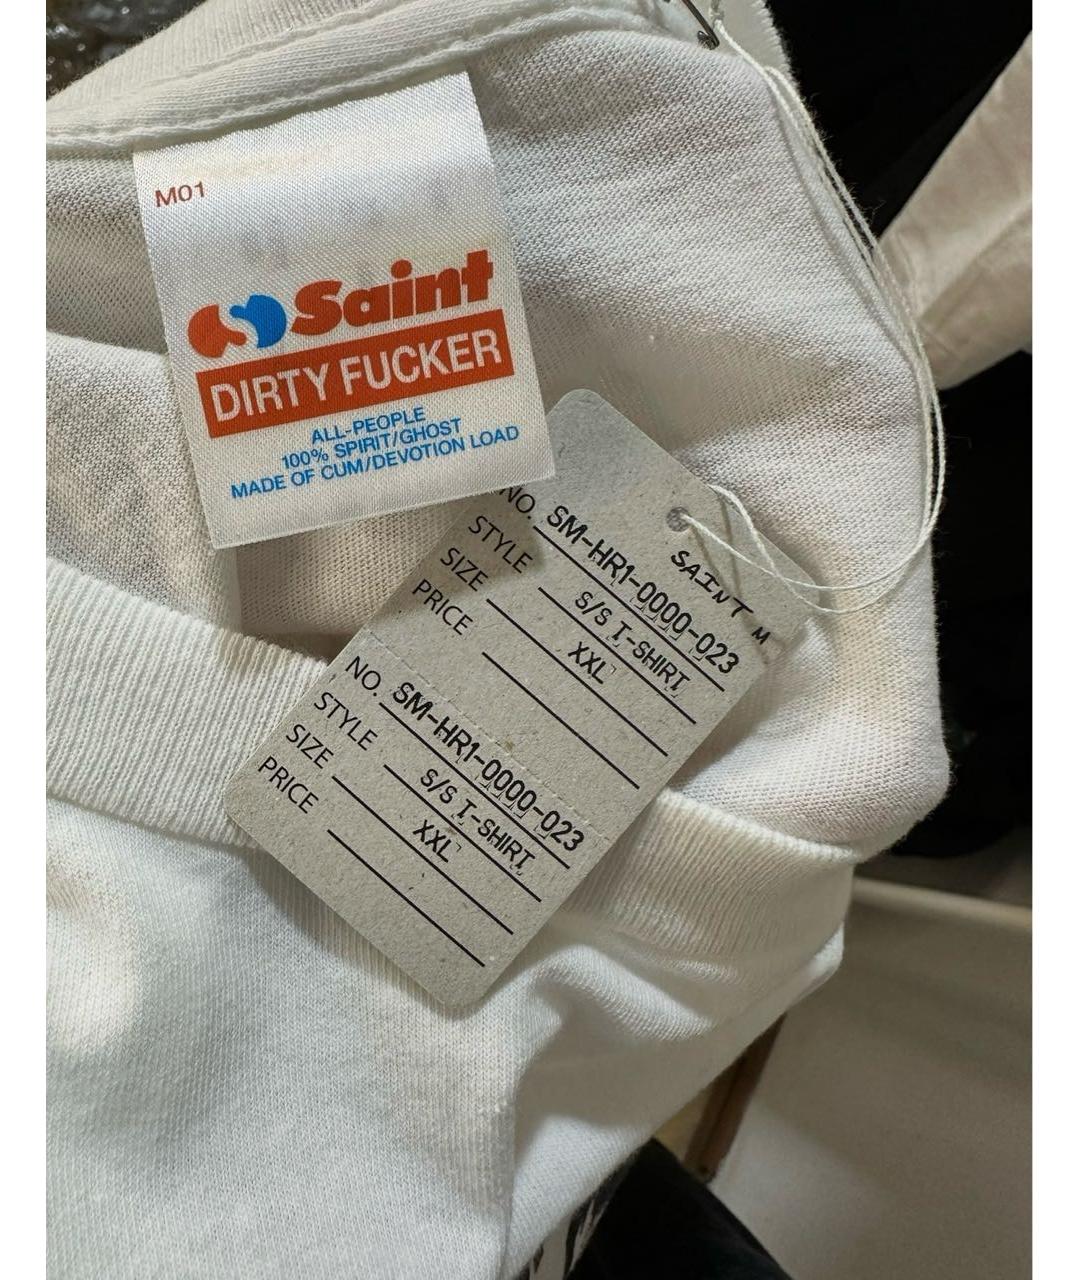 M01
Saint
DIRTY FUCKER
ALL-PEOPLE
100% SPIRIT/GHOST
MADE OF CUM/DEVOTION LOAD
SAINT M
NO. SM-HR1-0000-023
STYLE S/S T-SHIRT
SIZE XXL
PRICE
NO. SM-HR1-0000-023
STYLE S/S T-SHIRT
SIZE XXL
PRICE